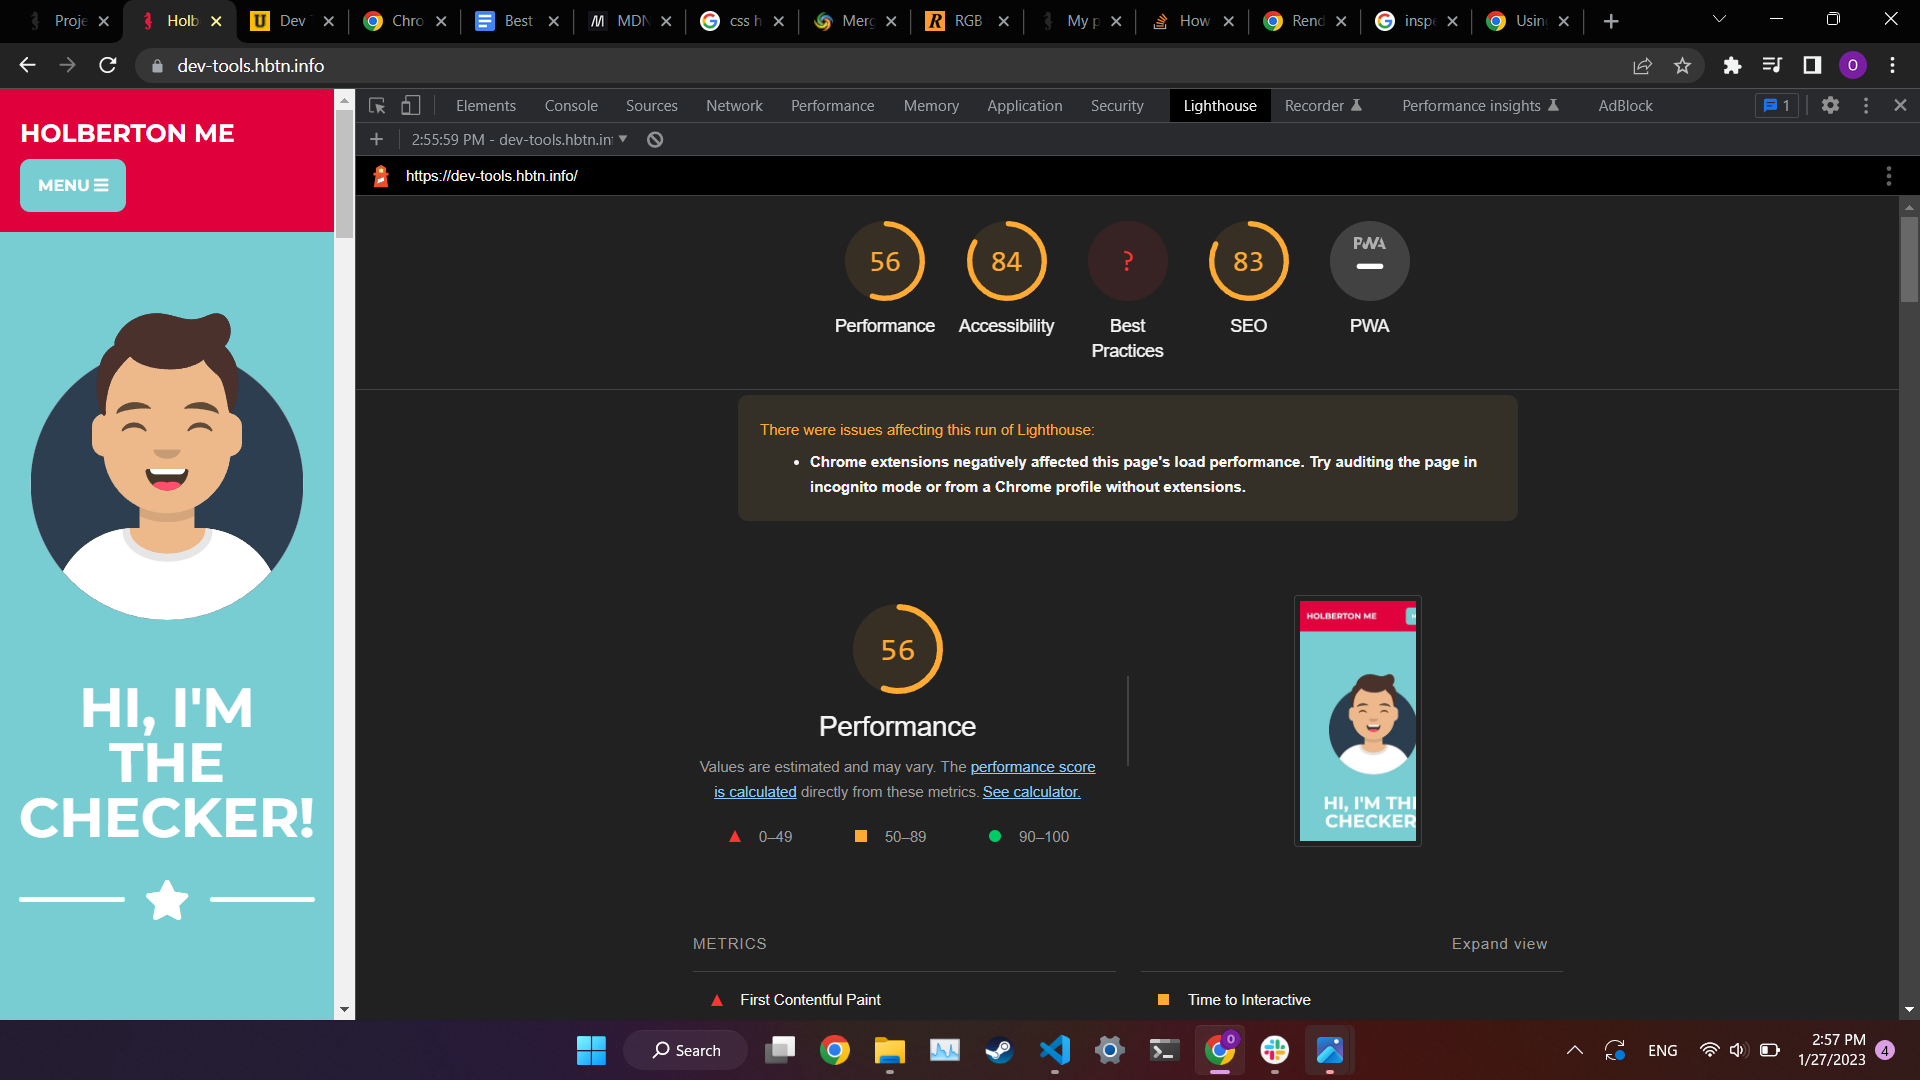 Proje
Holb
Dev
Chro
Best
MDN
css h
Merg
RGB
My p
How
Rend
inspe
Using
dev-tools.hbtn.info
O
HOLBERTON ME
MENU
HI, I'M
THE
CHECKER!
Elements Console Sources Network Performance Memory Application Security Lighthouse Recorder Performance insights AdBlock 1
2:55:59 PM - dev-tools.hbtn.in
https://dev-tools.hbtn.info/
56 84 ? 83 PWA
Performance Accessibility Best Practices SEO PWA
There were issues affecting this run of Lighthouse:
Chrome extensions negatively affected this page's load performance. Try auditing the page in
incognito mode or from a Chrome profile without extensions.
56
Performance
Values are estimated and may vary. The performance score
is calculated directly from these metrics. See calculator.
0–49 50–89 90–100
HOLBERTON ME
HI, I'M THE
CHECKER
METRICS
Expand view
First Contentful Paint
Time to Interactive
Search
0
ENG
2:57 PM
1/27/2023
4